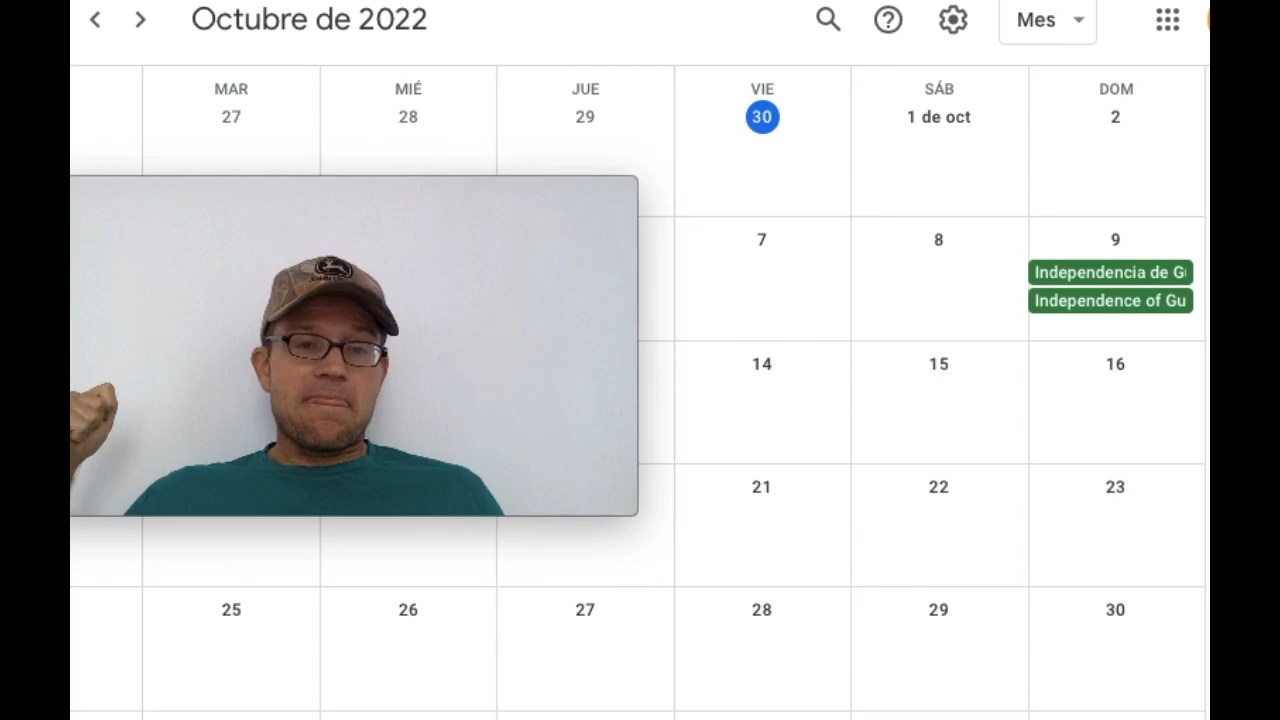 Octubre de 2022
Mes
MAR MIÉ JUE VIE SÁB DOM
27 28 29 30 1 de oct 2
7 8 9
Independencia de G
Independence of Gu
14 15 16
21 22 23
25 26 27 28 29 30